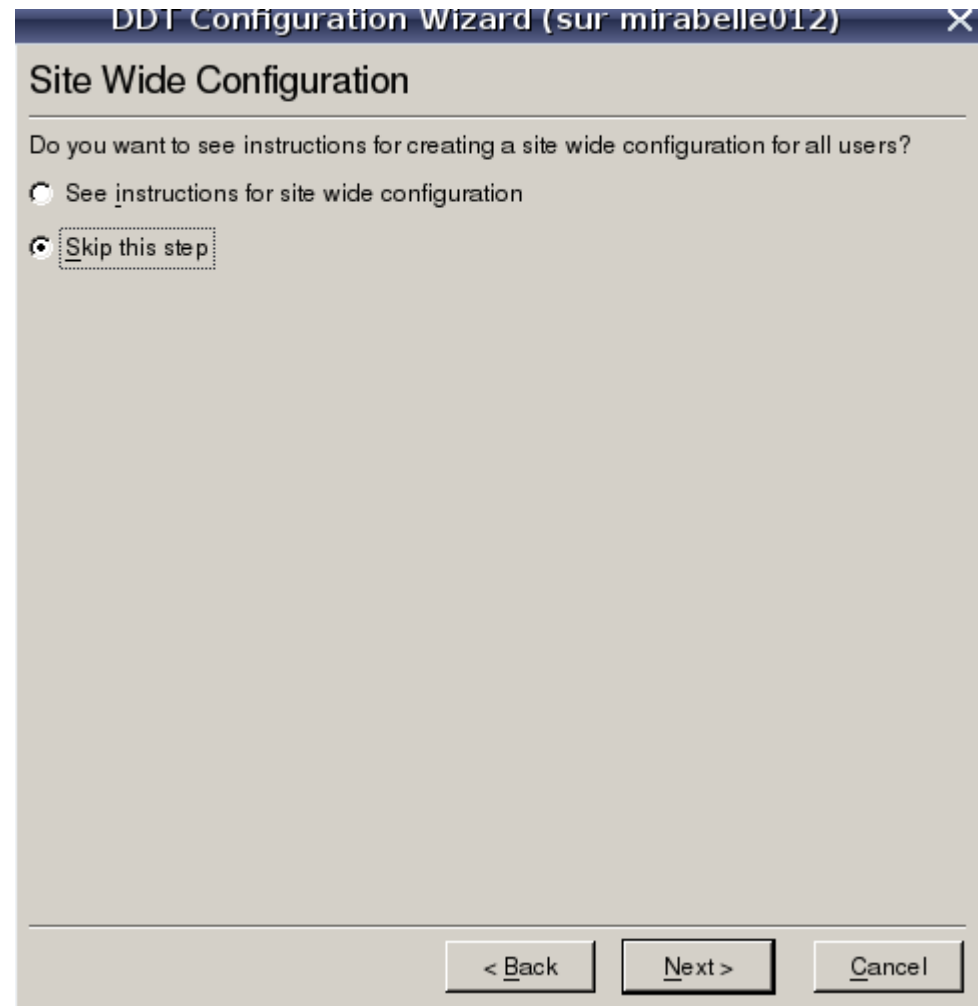 DDT Configuration Wizard (sur mirabelle012)
Site Wide Configuration
Do you want to see instructions for creating a site wide configuration for all users?
See instructions for site wide configuration
Skip this step
< Back
Next >
Cancel